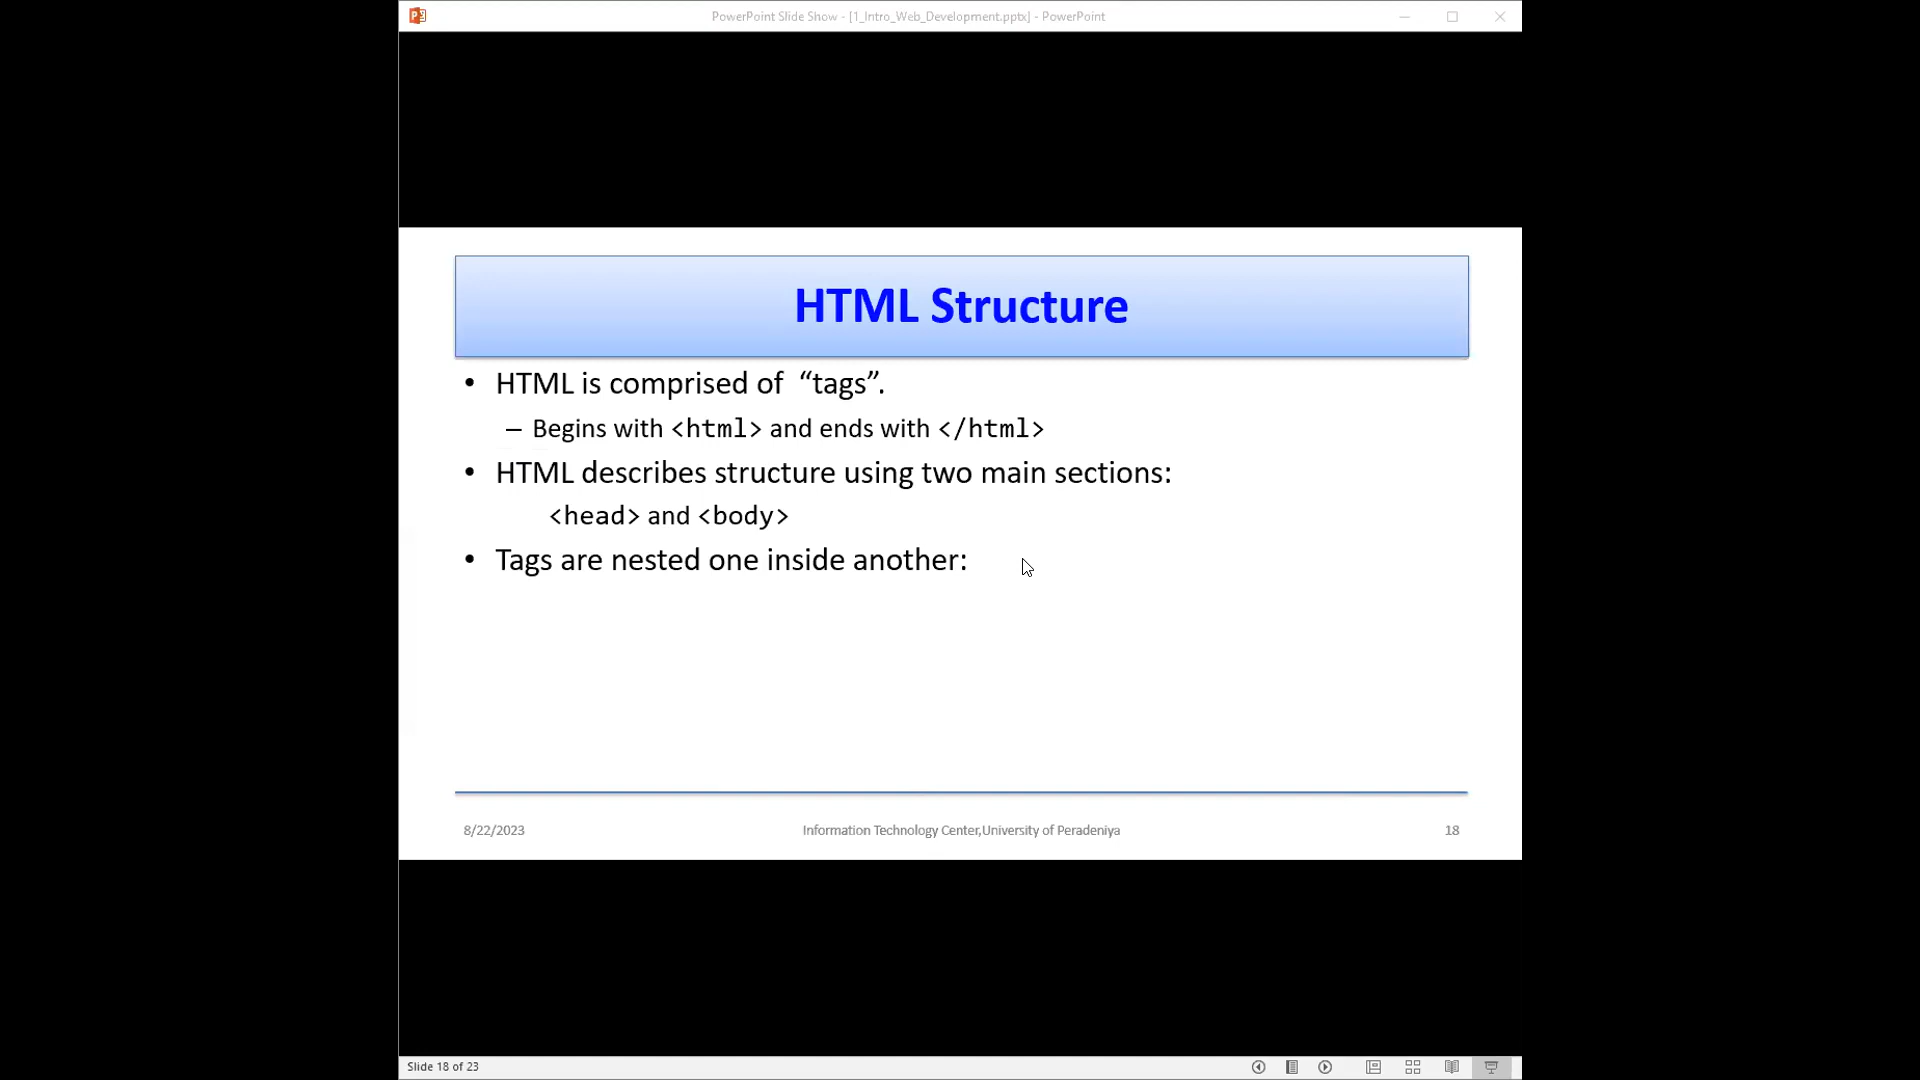 PowerPoint Slide Show - [1_Intro_Web_Development.pptx] - PowerPoint
HTML Structure
• HTML is comprised of “tags”.
– Begins with <html> and ends with </html>
• HTML describes structure using two main sections:
<head> and <body>
• Tags are nested one inside another:
8/22/2023
Information Technology Center,University of Peradeniya
18
Slide 18 of 23